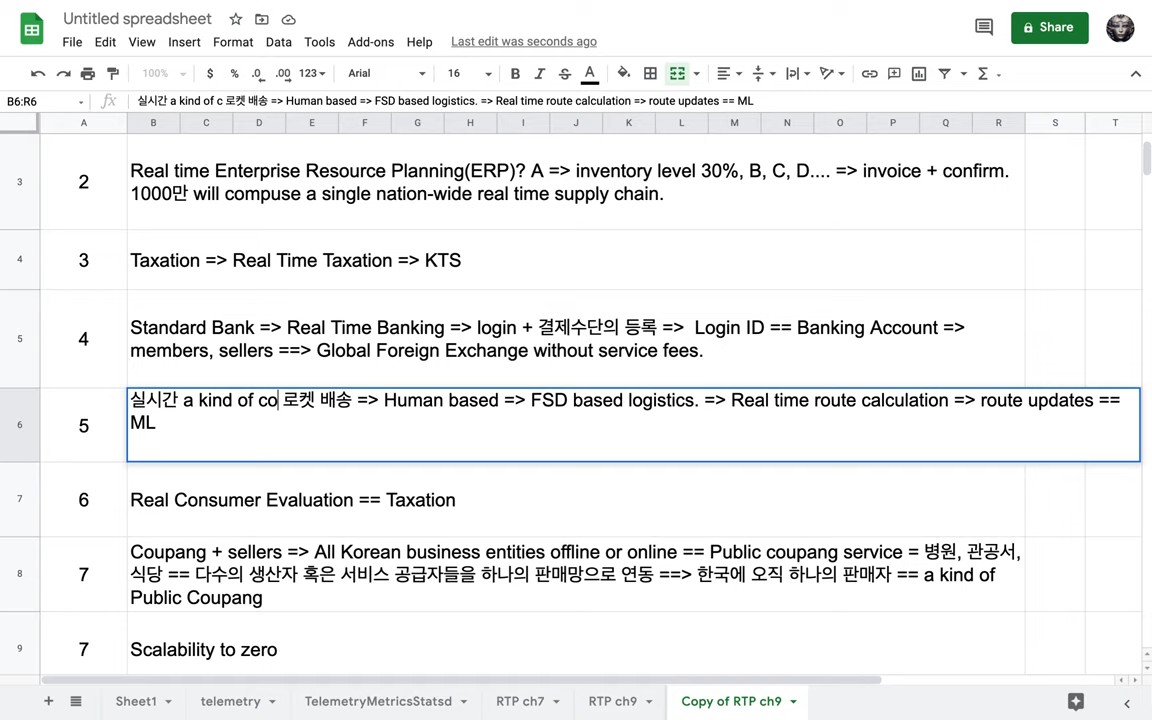 Untitled spreadsheet
File Edit View Insert Format Data Tools Add-ons Help Last edit was seconds ago
Share
100% $ % .0 .00 123 Arial 16 B I S A
B6:R6 fx 실시간 a kind of c 로켓 배송 => Human based => FSD based logistics. => Real time route calculation => route updates == ML
A B C D E F G H I J K L M N O P Q R S T
3 2 Real time Enterprise Resource Planning(ERP)? A => inventory level 30%, B, C, D.... => invoice + confirm.
1000만 will compuse a single nation-wide real time supply chain.
4 3 Taxation => Real Time Taxation => KTS
5 4 Standard Bank => Real Time Banking => login + 결제수단의 등록 => Login ID == Banking Account =>
members, sellers ==> Global Foreign Exchange without service fees.
6 5 실시간 a kind of co 로켓 배송 => Human based => FSD based logistics. => Real time route calculation => route updates ==
ML
7 6 Real Consumer Evaluation == Taxation
8 7 Coupang + sellers => All Korean business entities offline or online == Public coupang service = 병원, 관공서,
식당 == 다수의 생산자 혹은 서비스 공급자들을 하나의 판매망으로 연동 ==> 한국에 오직 하나의 판매자 == a kind of
Public Coupang
9 7 Scalability to zero
Sheet1 telemetry TelemetryMetricsStatsd RTP ch7 RTP ch9 Copy of RTP ch9